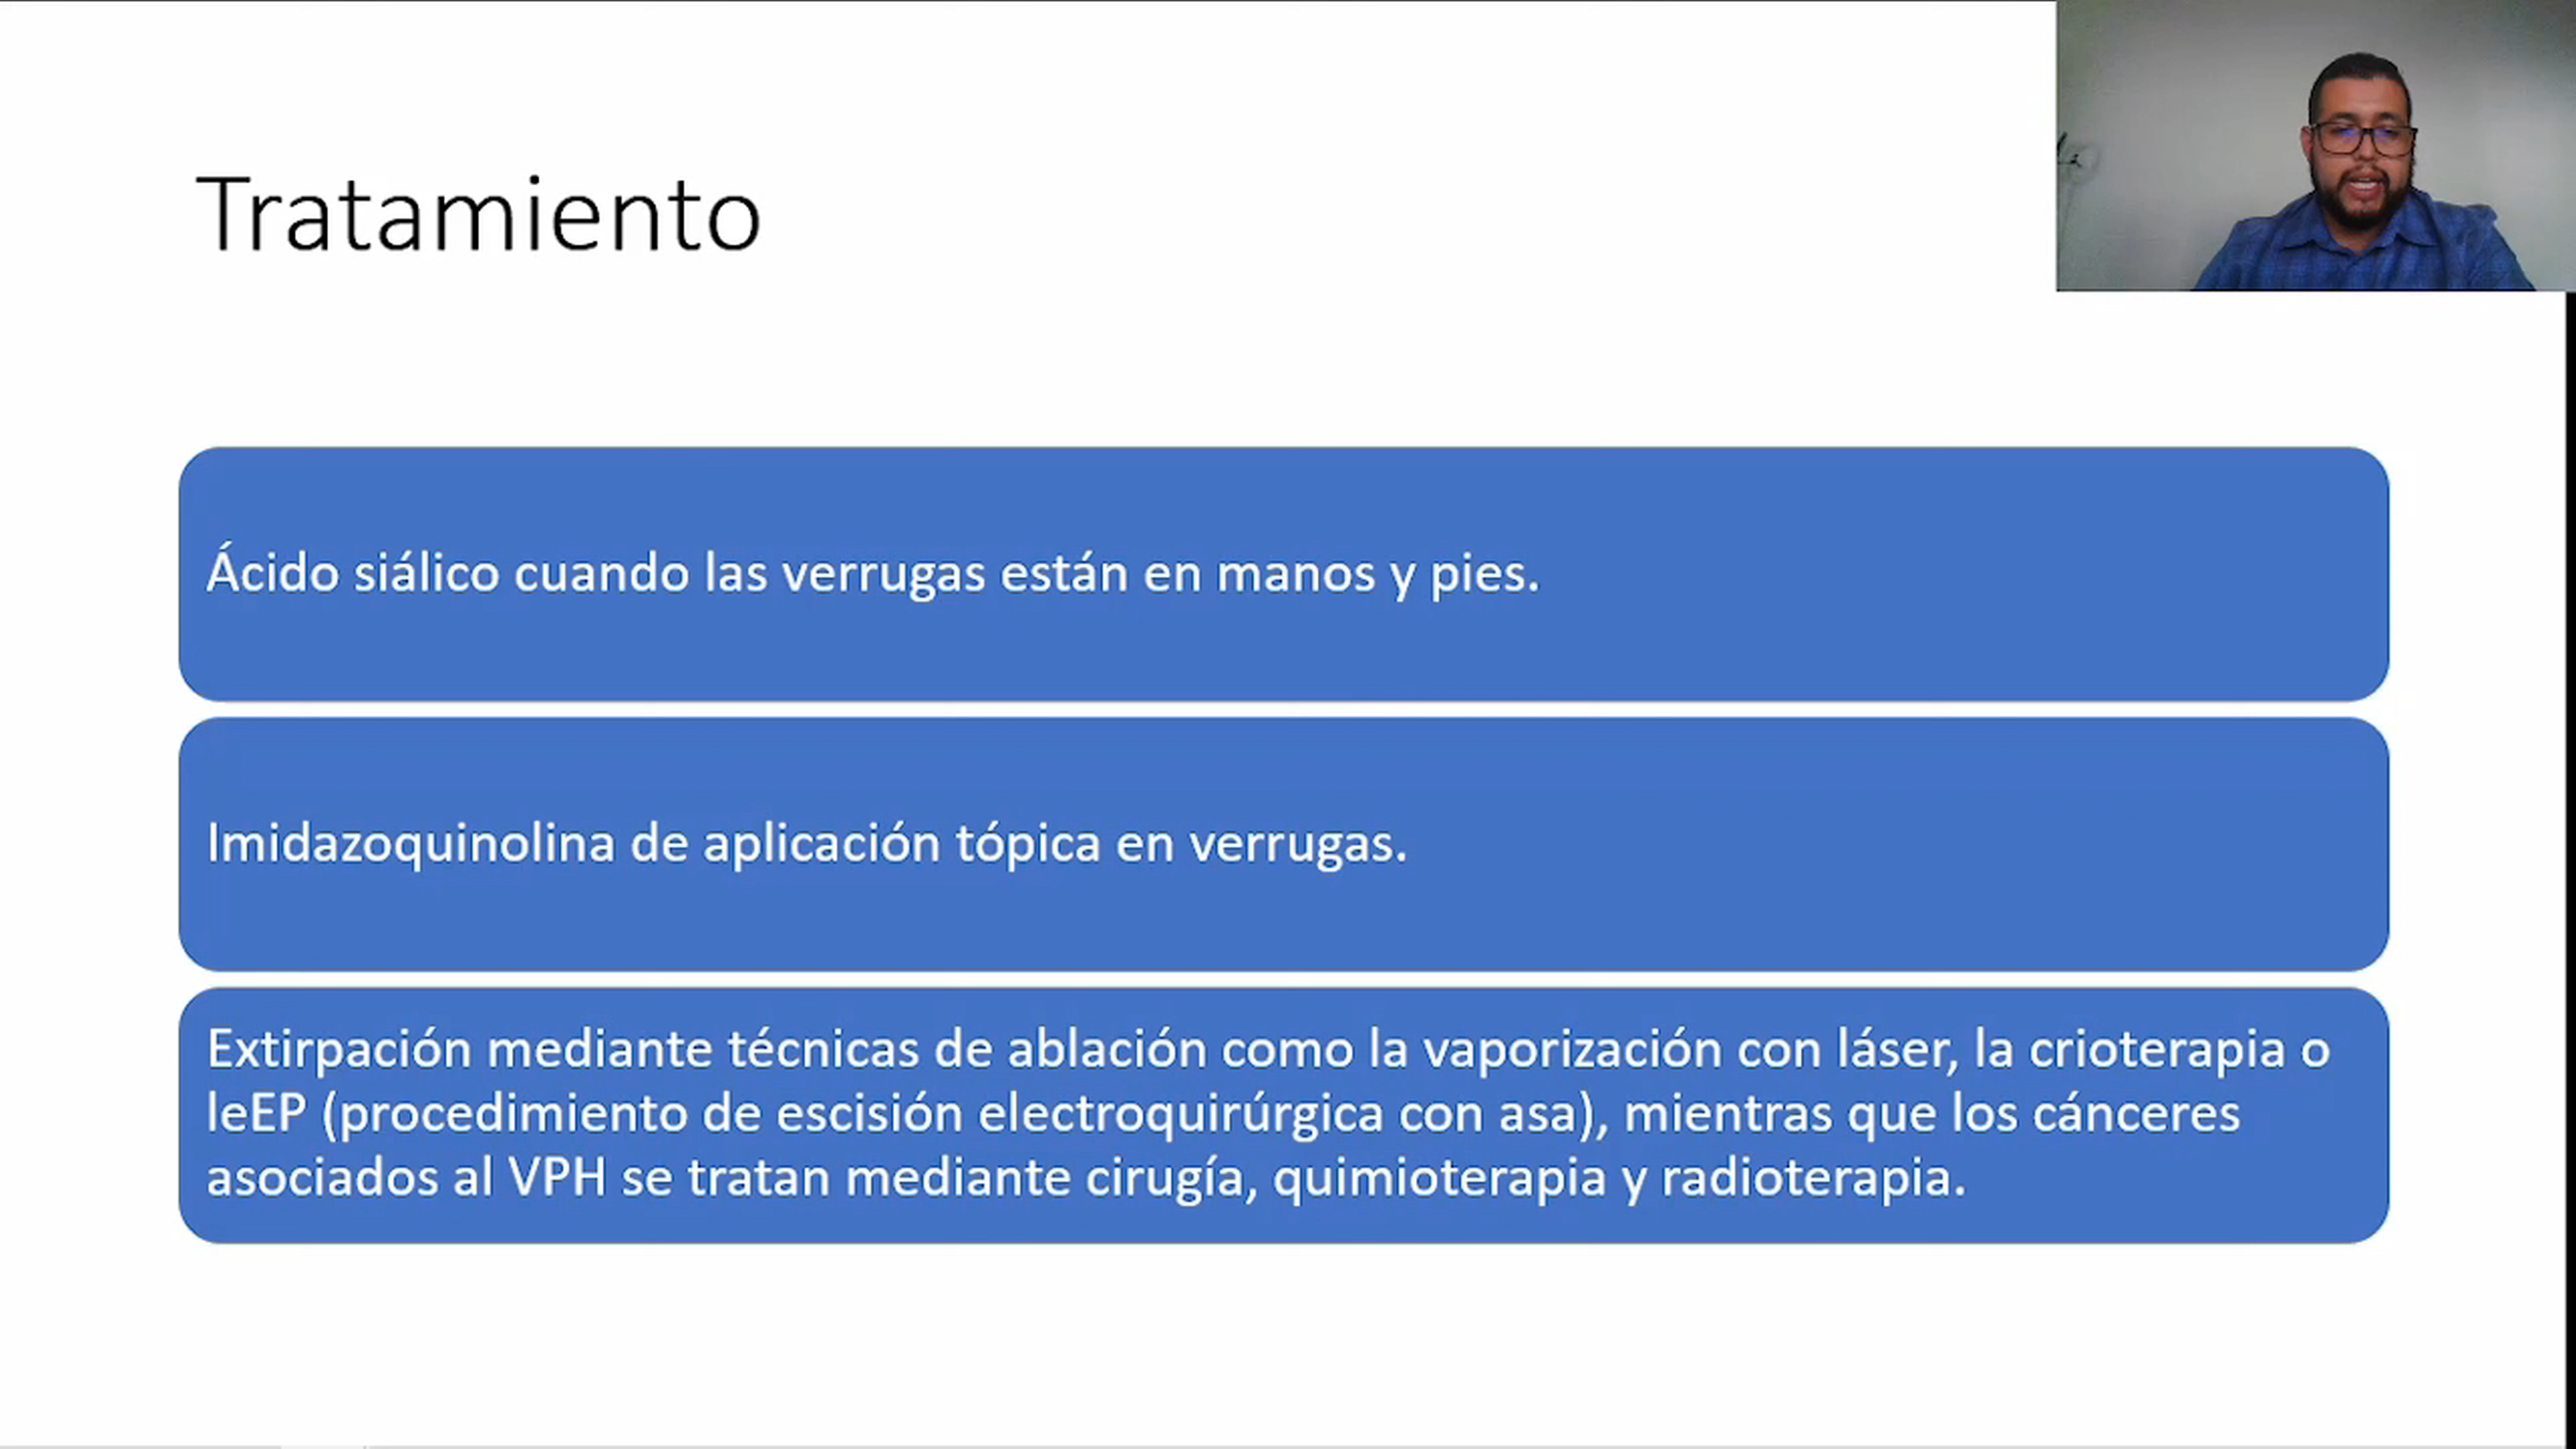 Tratamiento
Ácido siálico cuando las verrugas están en manos y pies.
Imidazoquinolina de aplicación tópica en verrugas.
Extirpación mediante técnicas de ablación como la vaporización con láser, la crioterapia o
leEP (procedimiento de escisión electroquirúrgica con asa), mientras que los cánceres
asociados al VPH se tratan mediante cirugía, quimioterapia y radioterapia.